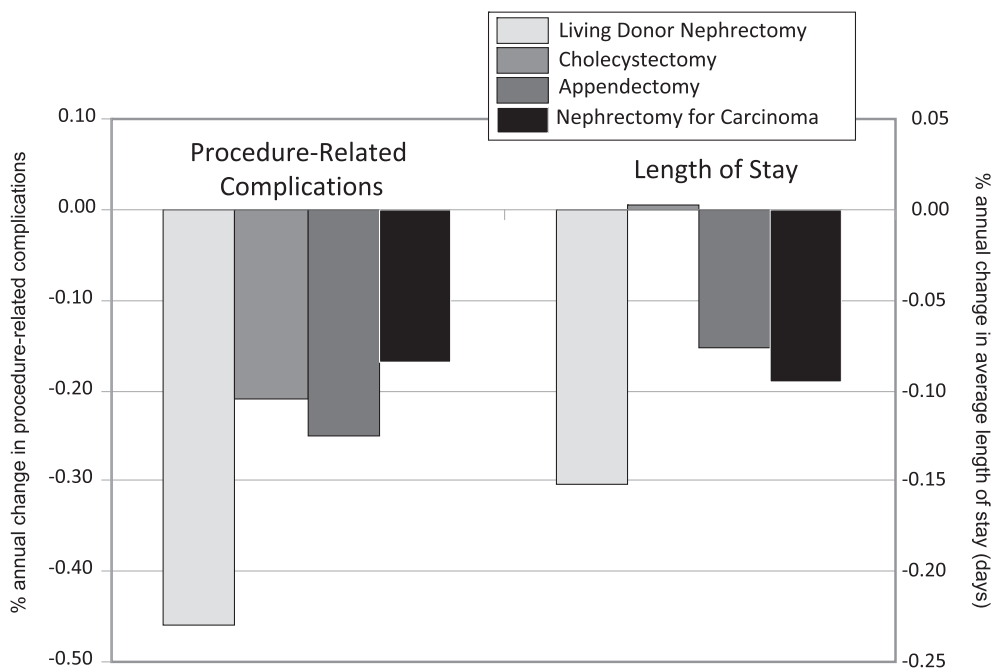 Living Donor Nephrectomy
Cholecystectomy
Appendectomy
Nephrectomy for Carcinoma
Procedure-Related
Complications
Length of Stay
% annual change in procedure-related complications
0.10
0.00
-0.10
-0.20
-0.30
-0.40
-0.50
0.05
0.00
-0.05
-0.10
-0.15
-0.20
-0.25
% annual change in average length of stay (days)